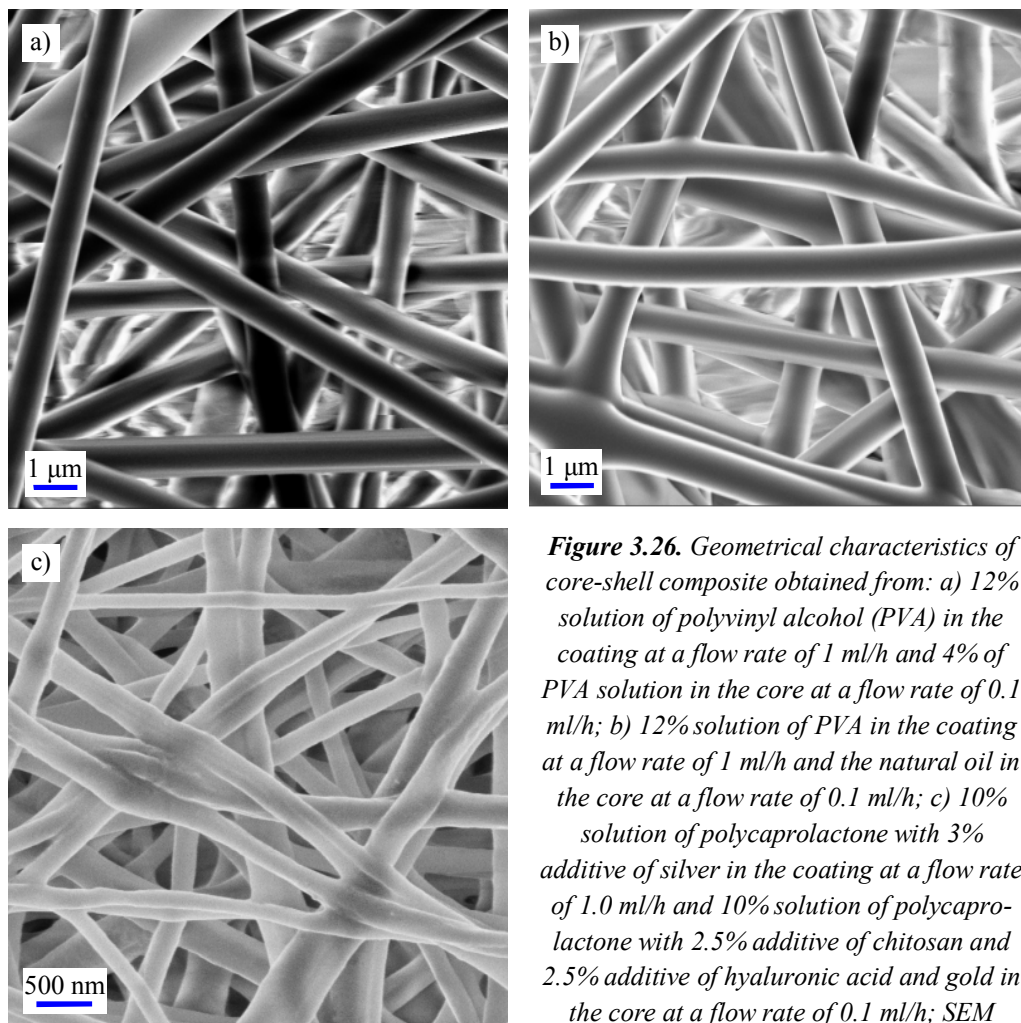 a)
b)
1 μm
1 μm
c)
500 nm
Figure 3.26. Geometrical characteristics of
core-shell composite obtained from: a) 12%
solution of polyvinyl alcohol (PVA) in the
coating at a flow rate of 1 ml/h and 4% of
PVA solution in the core at a flow rate of 0.1
ml/h; b) 12% solution of PVA in the coating
at a flow rate of 1 ml/h and the natural oil in
the core at a flow rate of 0.1 ml/h; c) 10%
solution of polycaprolactone with 3%
additive of silver in the coating at a flow rate
of 1.0 ml/h and 10% solution of polycapro-
lactone with 2.5% additive of chitosan and
2.5% additive of hyaluronic acid and gold in
the core at a flow rate of 0.1 ml/h; SEM